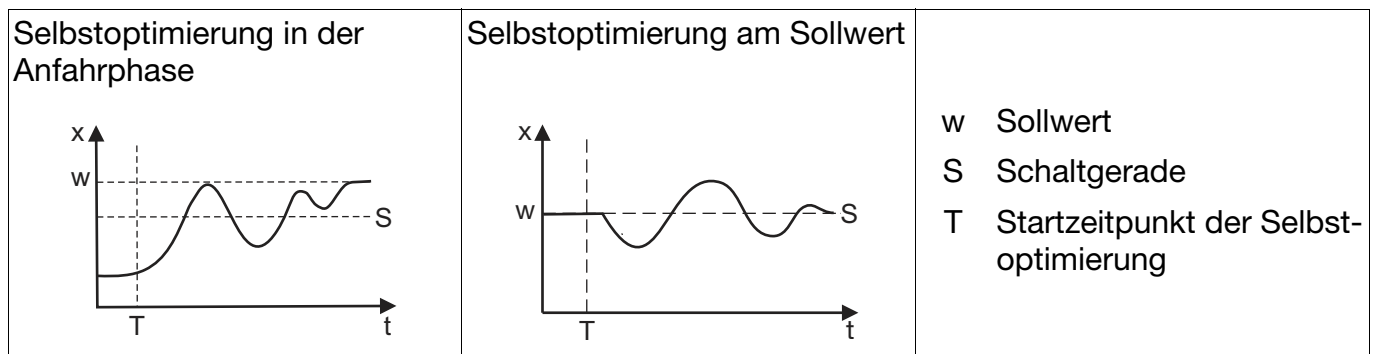 Selbstoptimierung in der
Anfahrphase
x
w
S
T
t
Selbstoptimierung am Sollwert
x
w
S
T
t
w Sollwert
S Schaltgerade
T Startzeitpunkt der Selbst-
optimierung